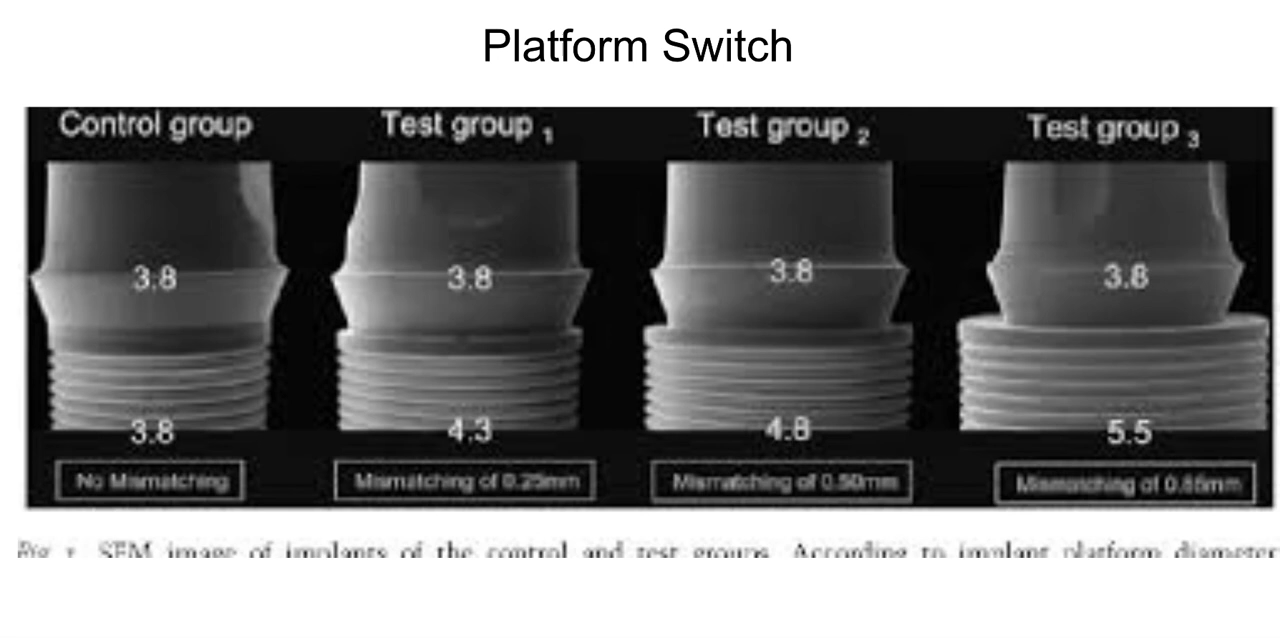 Platform Switch
Control group Test group 1 Test group 2 Test group 3
3.8 3.8 3.8 3.8
3.8 4.3 4.8 5.5
No Mismatching Mismatching of 0.25mm Mismatching of 0.50mm Mismatching of 0.85mm
Fig. 1. SEM image of implants of the control and test groups. According to implant platform diameter